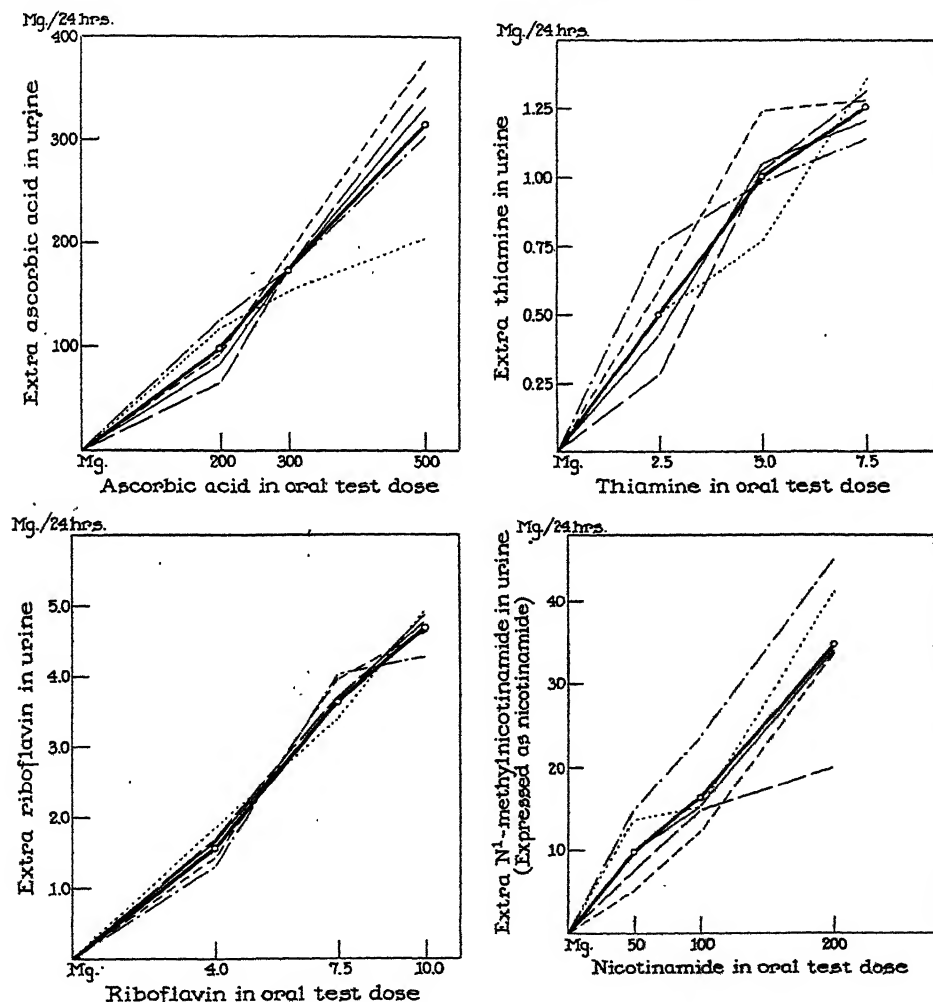 Mg./24 hrs.
400
300
200
100
Extra ascorbic acid in urine
Mg.
200
300
500
Ascorbic acid in oral test dose
Mg./24 hrs.
1.25
1.00
0.75
0.50
0.25
Extra thiamine in urine
Mg.
2.5
5.0
7.5
Thiamine in oral test dose
Mg./24 hrs.
5.0
4.0
3.0
2.0
1.0
Extra riboflavin in urine
Mg.
4.0
7.5
10.0
Riboflavin in oral test dose
Mg./24 hrs.
40
30
20
10
Extra N¹-methylnicotinamide in urine
(Expressed as nicotinamide)
Mg.
50
100
200
Nicotinamide in oral test dose